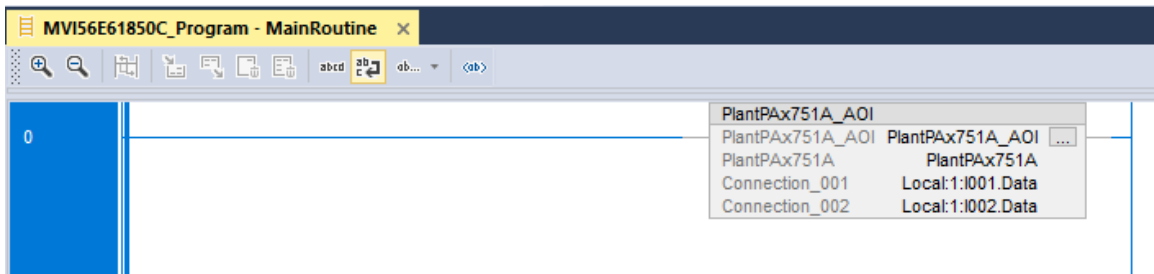 MVI56E61850C_Program - MainRoutine ×
abcd ab c ab... <ab>
PlantPAx751A_AOI
0 PlantPAx751A_AOI PlantPAx751A_AOI ...
PlantPAx751A PlantPAx751A
Connection_001 Local:1:I001.Data
Connection_002 Local:1:I002.Data